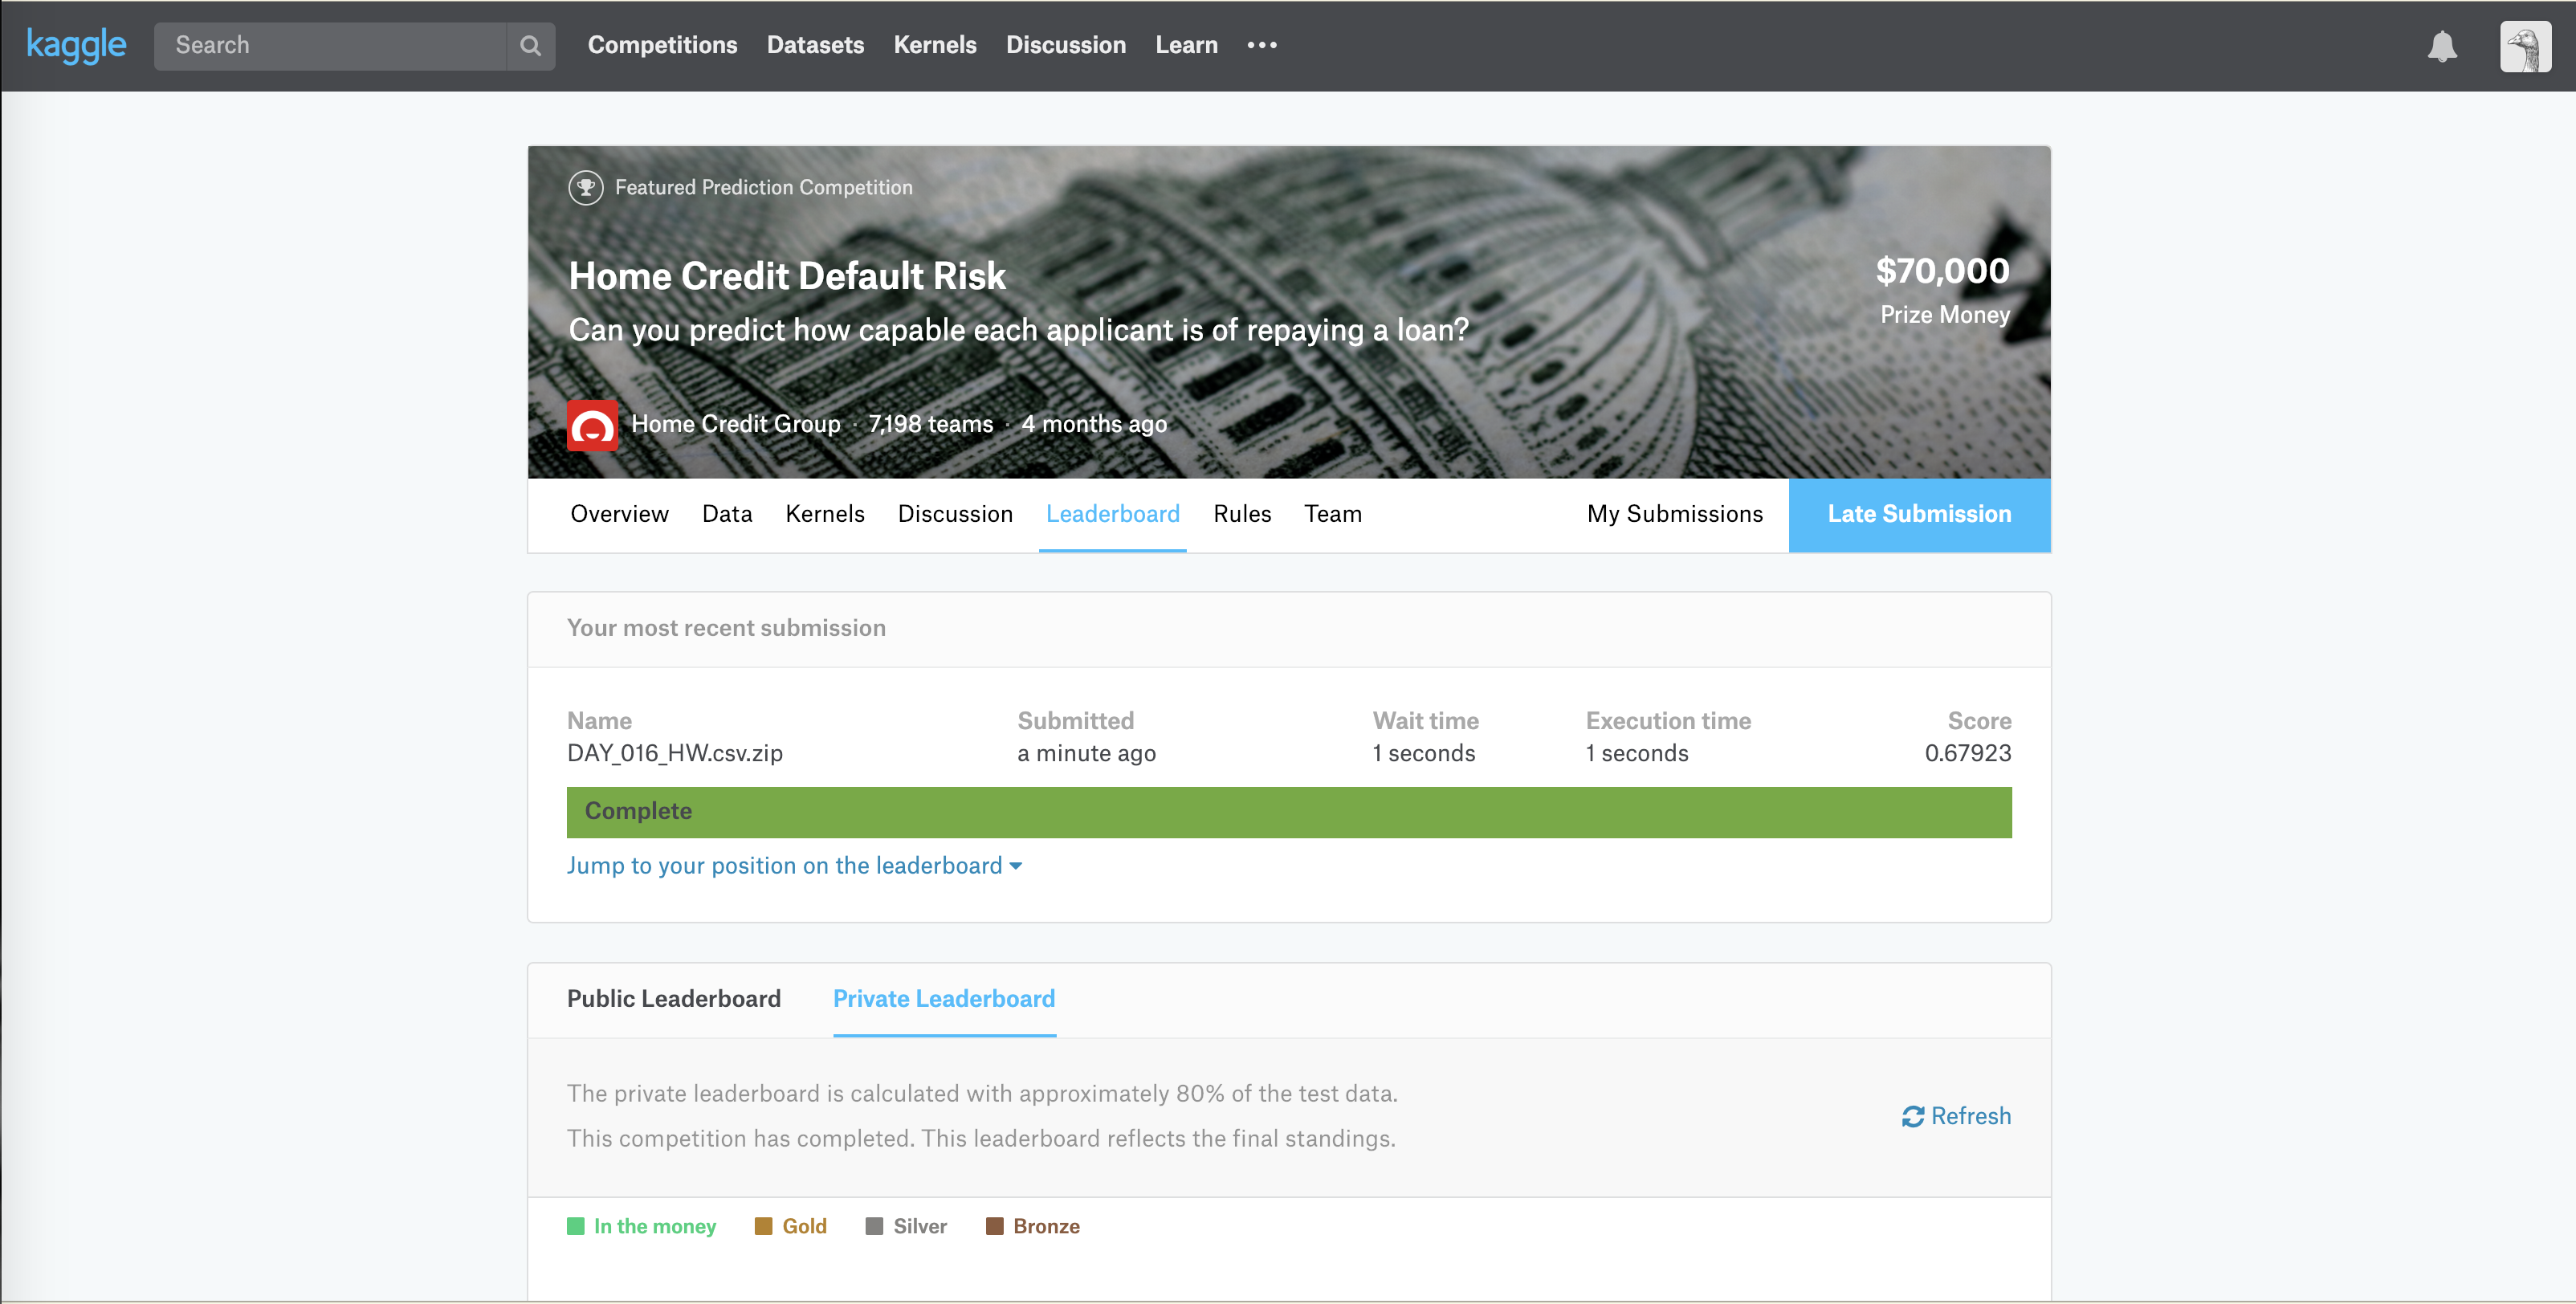 kaggle Search Competitions Datasets Kernels Discussion Learn
Featured Prediction Competition
Home Credit Default Risk
Can you predict how capable each applicant is of repaying a loan?
$70,000
Prize Money
Home Credit Group · 7,198 teams · 4 months ago
Overview Data Kernels Discussion Leaderboard Rules Team My Submissions Late Submission
Your most recent submission
Name Submitted Wait time Execution time Score
DAY_016_HW.csv.zip a minute ago 1 seconds 1 seconds 0.67923
Complete
Jump to your position on the leaderboard
Public Leaderboard Private Leaderboard
The private leaderboard is calculated with approximately 80% of the test data.
This competition has completed. This leaderboard reflects the final standings.
Refresh
In the money Gold Silver Bronze